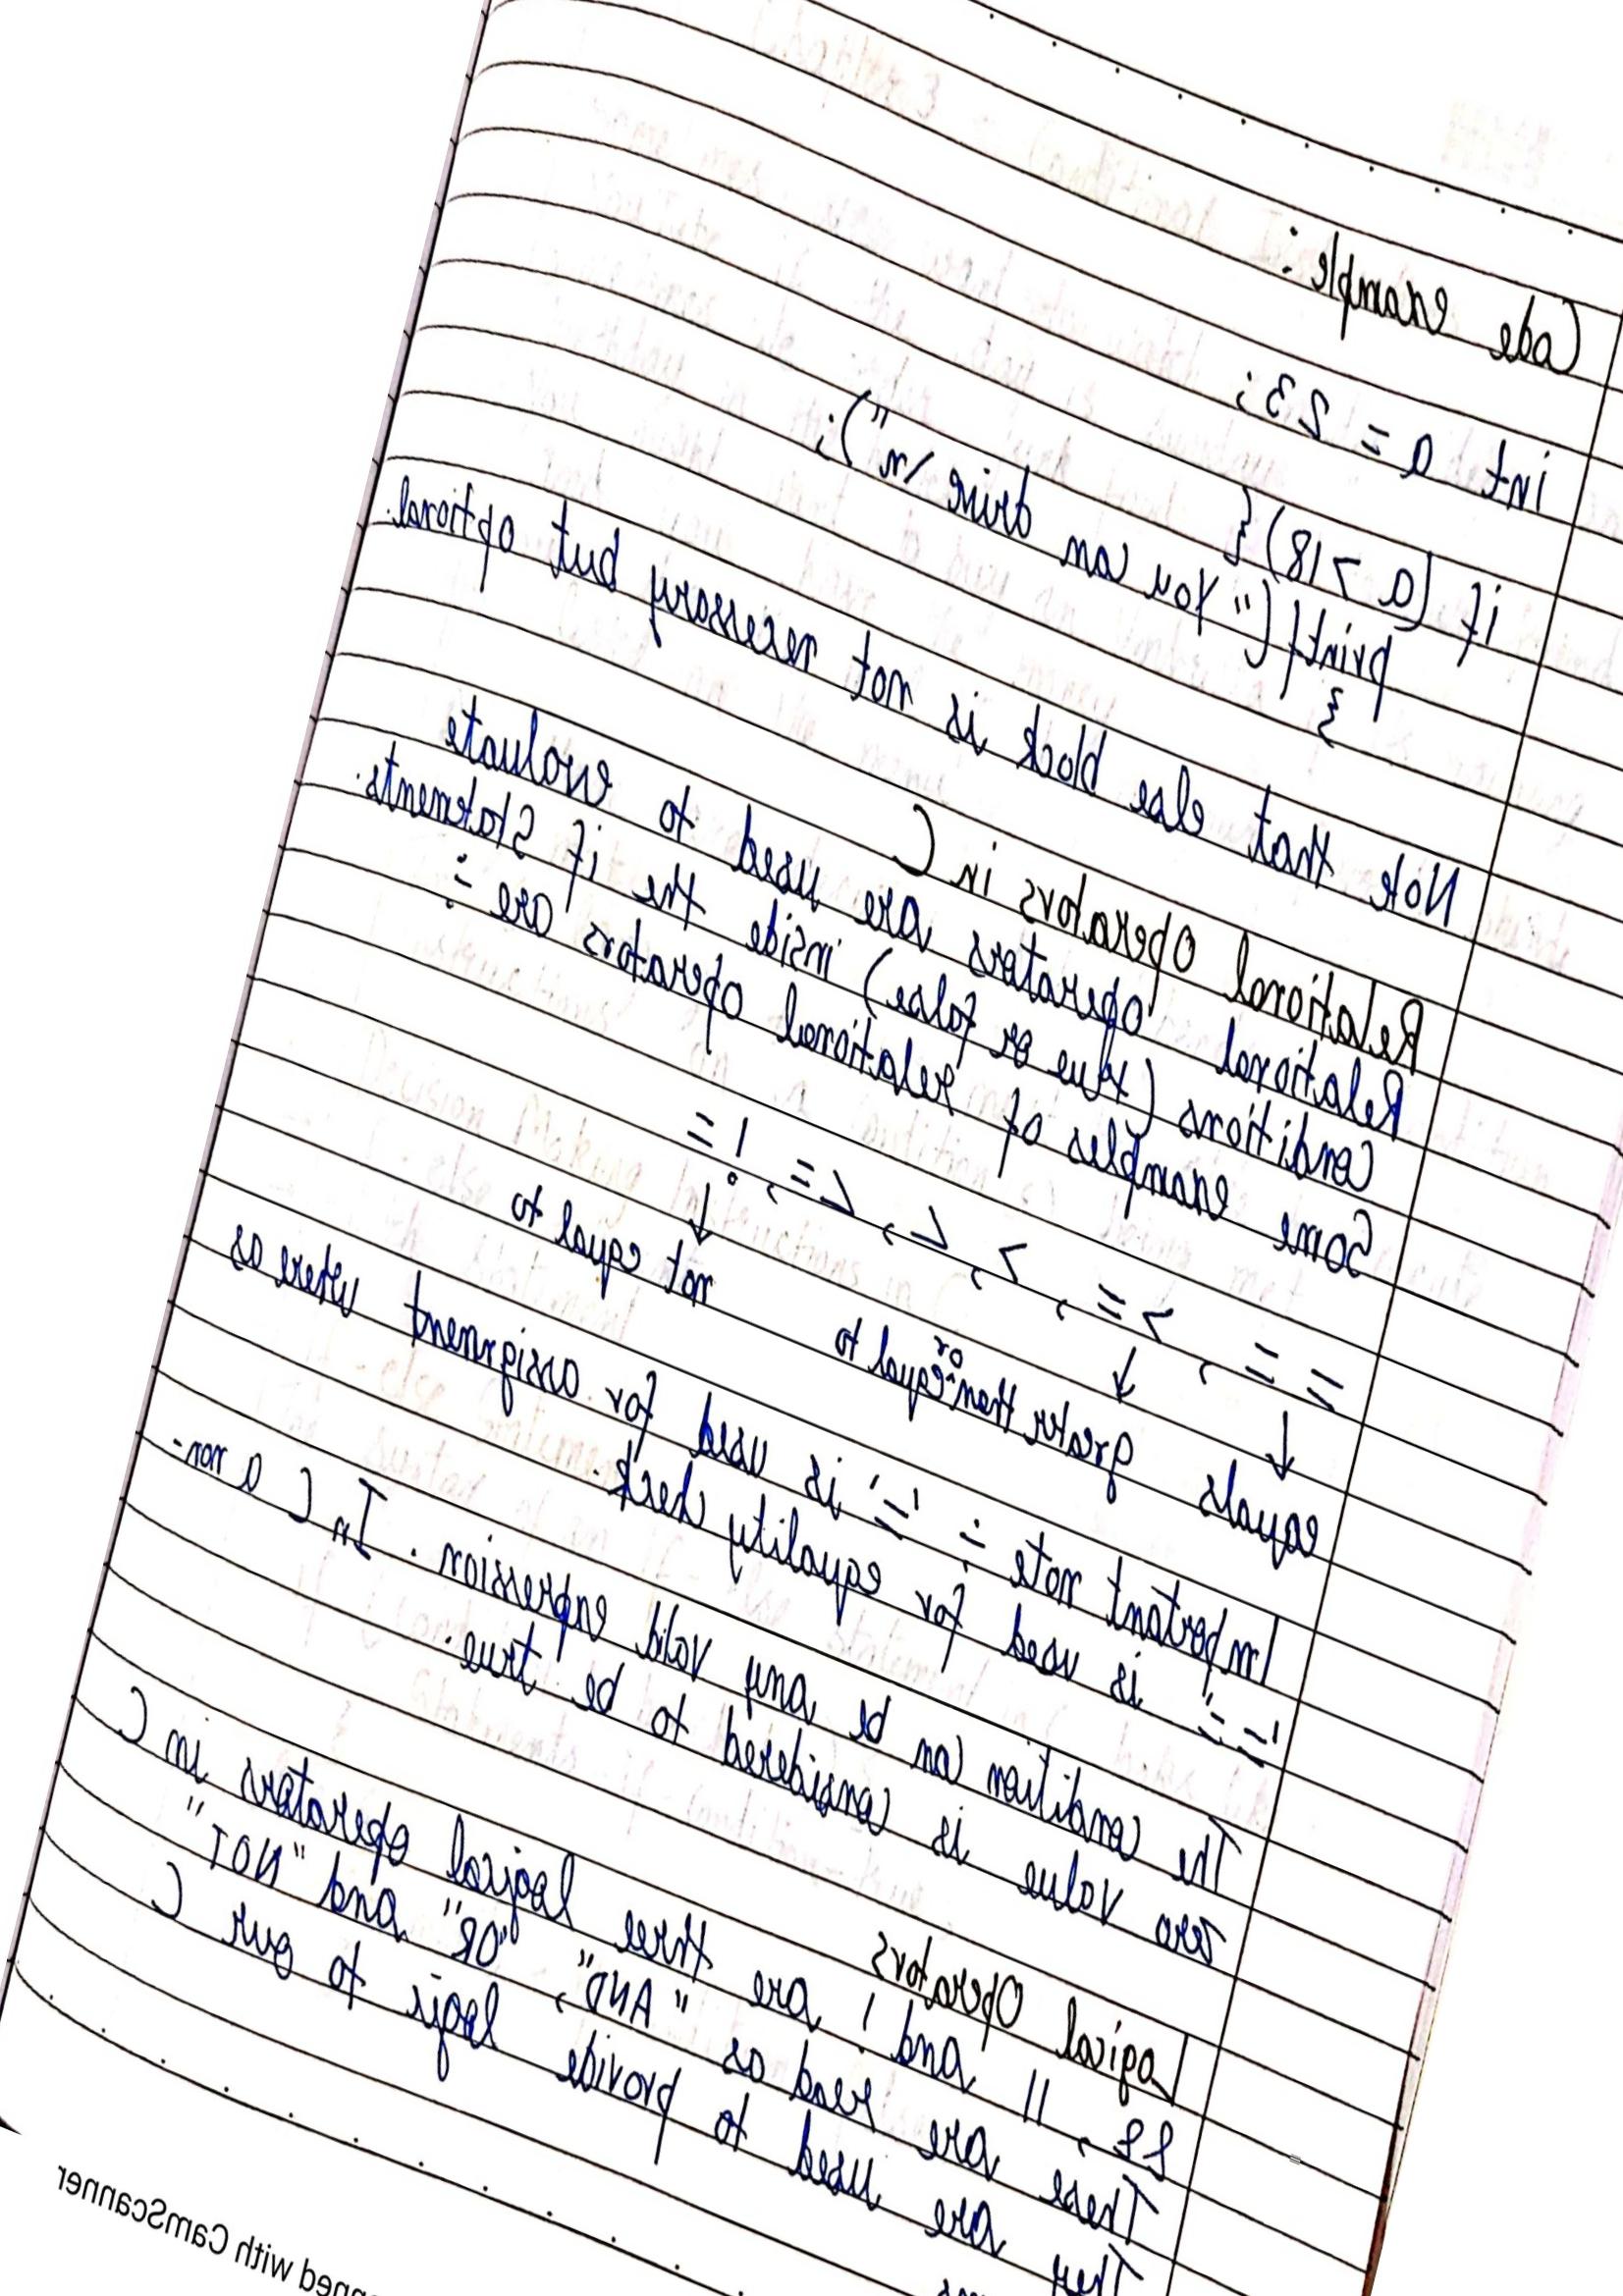 Code example :
int a = 23;
if (a >18) {
printf("You can drive \n");
}
Note that else block is not necessary but optional.
Relational Operators in C
Relational operators are used to evaluate
Conditions (true or false) inside the if Statements.
Some examples of relational operators are :-
= = , > = , > , < , < = , ! =
↓ ↓ ↓
equals greater than or equal to not equal to
Important note :- '=' is used for assignment where as
'==' is used for equality check.
The condition can be any valid expression. In C a non-
zero value is considered to be true.
Logical Operators
&& , || and ! are three logical operators in C
These are read as "AND", "OR" and "NOT"
They are used to provide logic to our C
nned with CamScanner